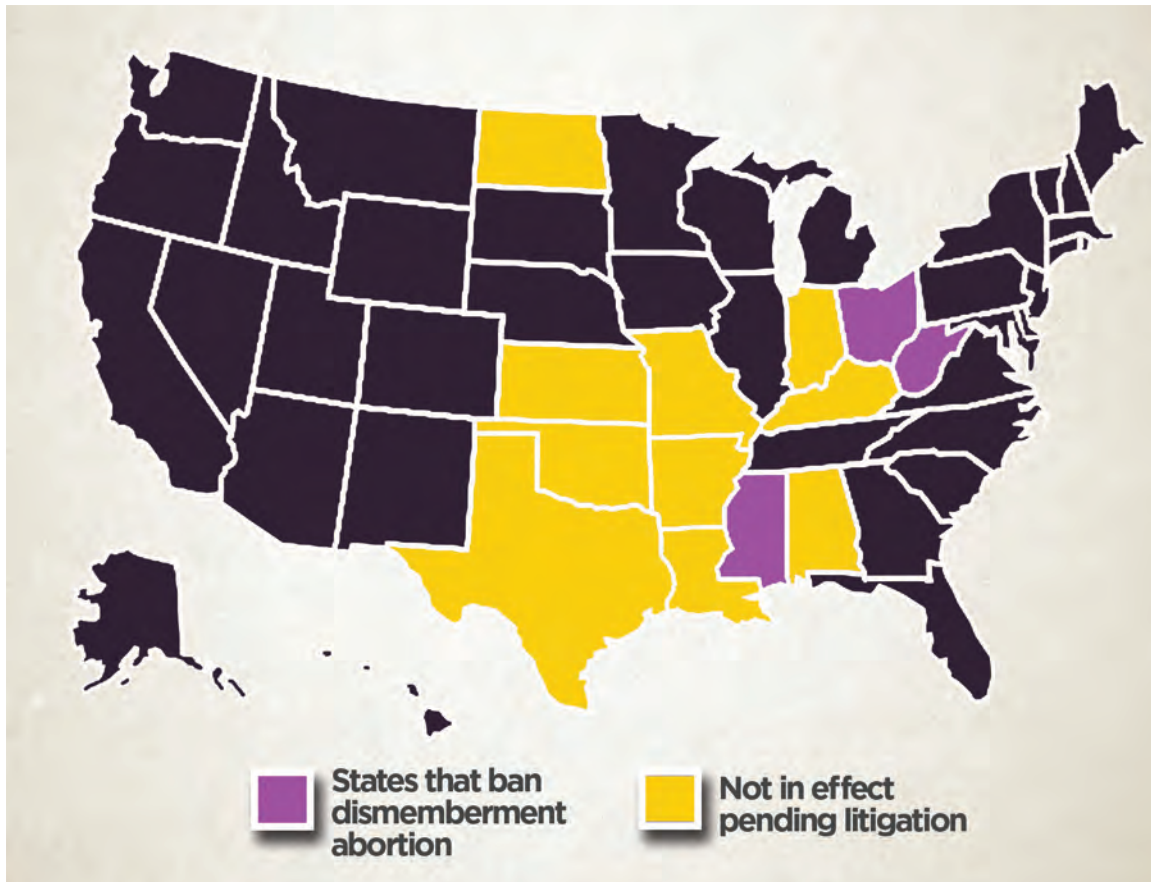 States that ban
dismemberment
abortion
Not in effect
pending litigation